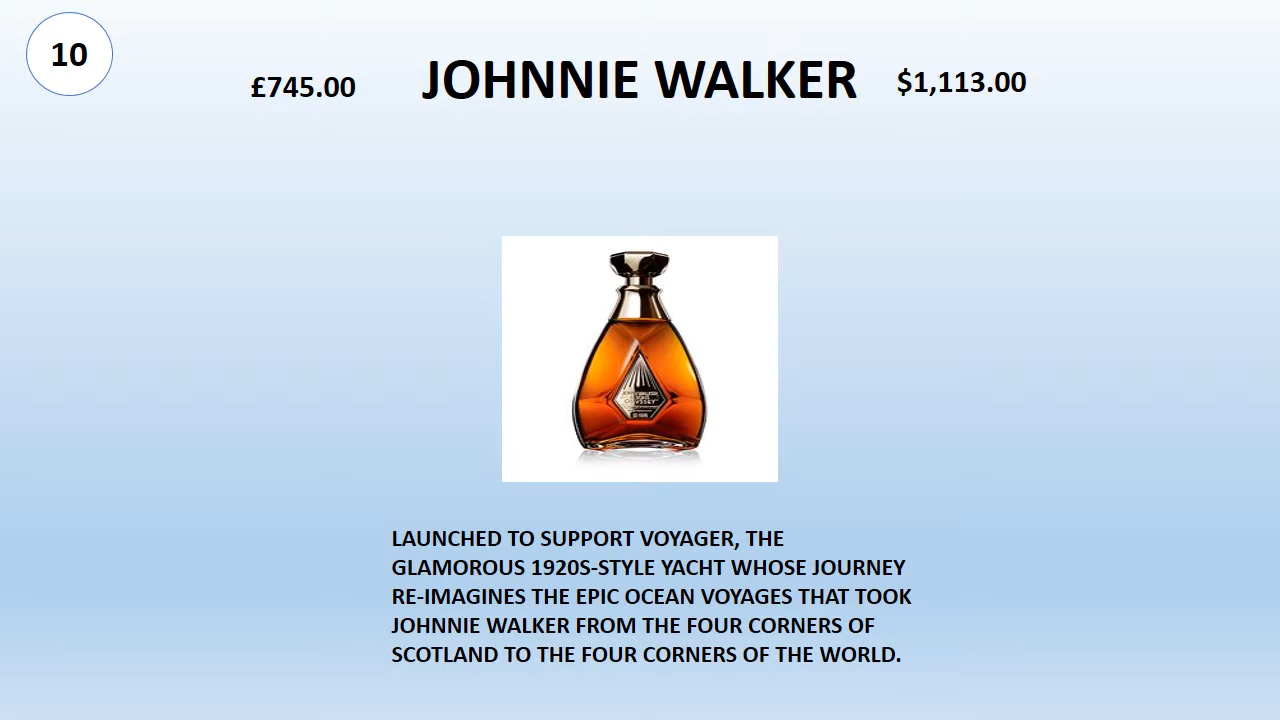 10
£745.00
JOHNNIE WALKER
$1,113.00
LAUNCHED TO SUPPORT VOYAGER, THE
GLAMOROUS 1920S-STYLE YACHT WHOSE JOURNEY
RE-IMAGINES THE EPIC OCEAN VOYAGES THAT TOOK
JOHNNIE WALKER FROM THE FOUR CORNERS OF
SCOTLAND TO THE FOUR CORNERS OF THE WORLD.